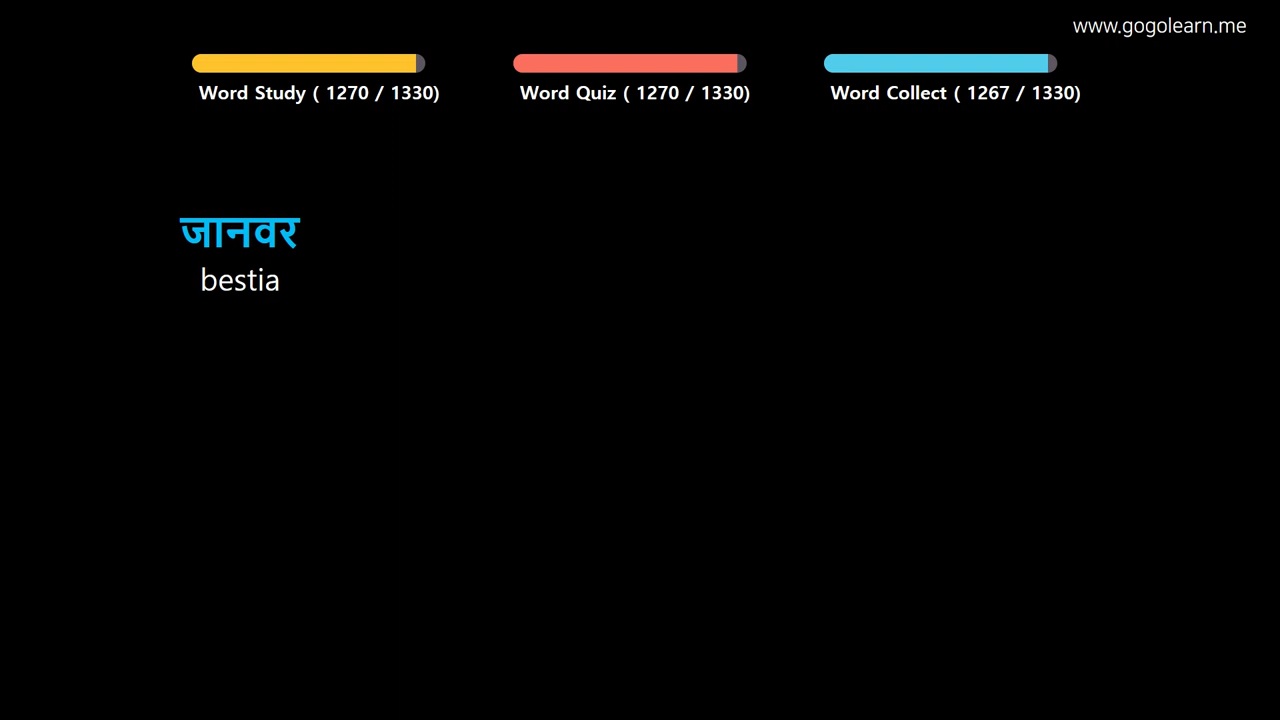 www.gogolearn.me
Word Study ( 1270 / 1330)
Word Quiz ( 1270 / 1330)
Word Collect ( 1267 / 1330)
जानवर
bestia